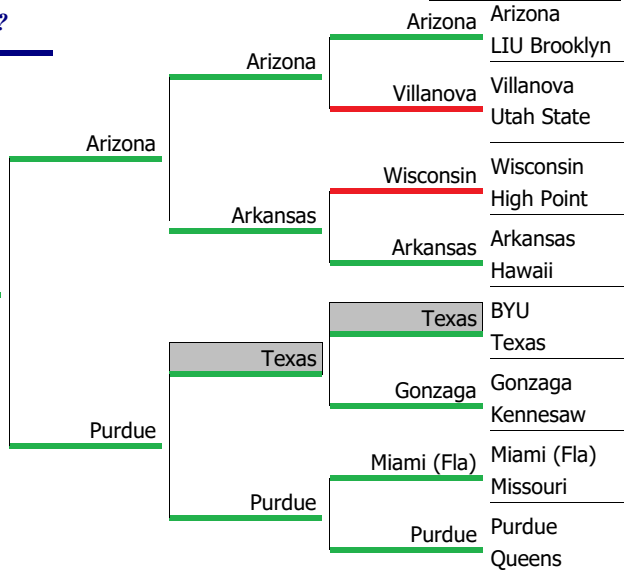 ?
Arizona
Arizona
LIU Brooklyn
Arizona
Villanova
Villanova
Utah State
Arizona
Wisconsin
Wisconsin
High Point
Arkansas
Arkansas
Arkansas
Hawaii
Texas
BYU
Texas
Texas
Gonzaga
Gonzaga
Kennesaw
Purdue
Miami (Fla)
Miami (Fla)
Missouri
Purdue
Purdue
Purdue
Queens